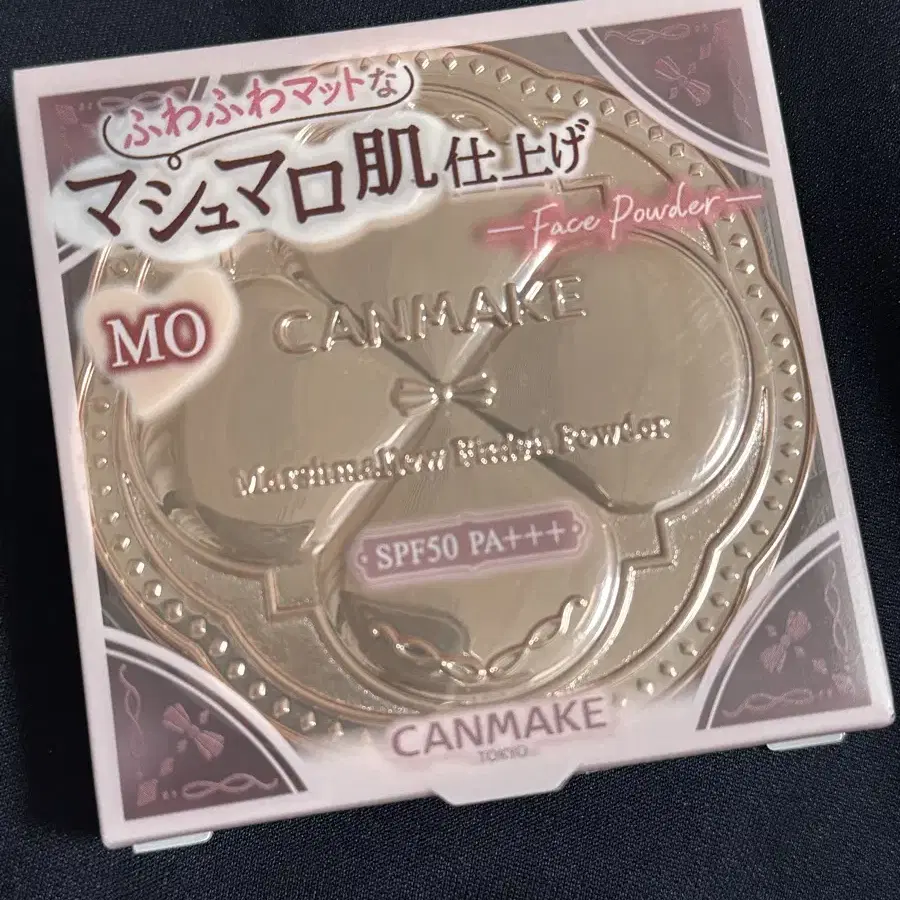 ふわふわマットな
マシュマロ肌仕上げ
Face Powder
MO
CANMAKE
Marshmallow Finish Powder
SPF50 PA+++
CANMAKE
TOKYO